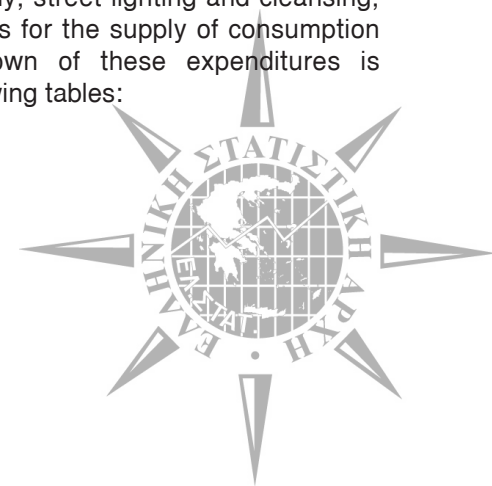 y, street lighting and cleansing,
s for the supply of consumption
own of these expenditures is
ving tables:
ΕΛΛΗΝΙΚΗ ΣΤΑΤΙΣΤΙΚΗ ΑΡΧΗ
ΕΛ.ΣΤΑΤ.